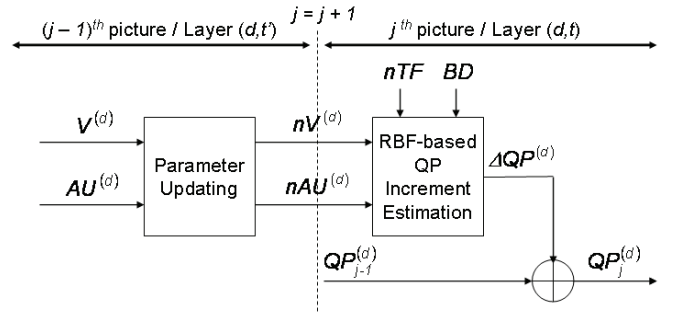 j = j + 1
(j – 1)th picture / Layer (d,t’)
j th picture / Layer (d,t)
nTF BD
V(d)
nV(d)
AU(d)
nAU(d)
Parameter
Updating
RBF-based
QP
Increment
Estimation
ΔQP(d)
QP(d)j-1
QP(d)j